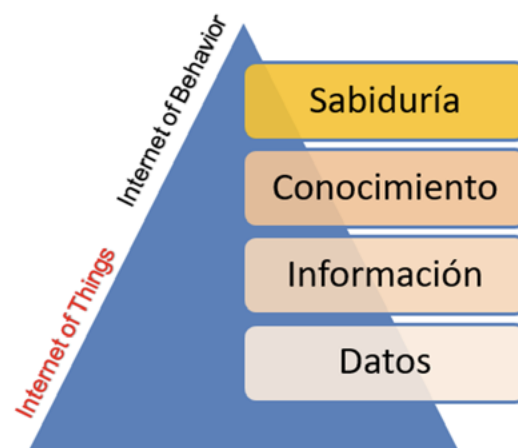 Internet of Behavior
Internet of Things
Sabiduría
Conocimiento
Información
Datos